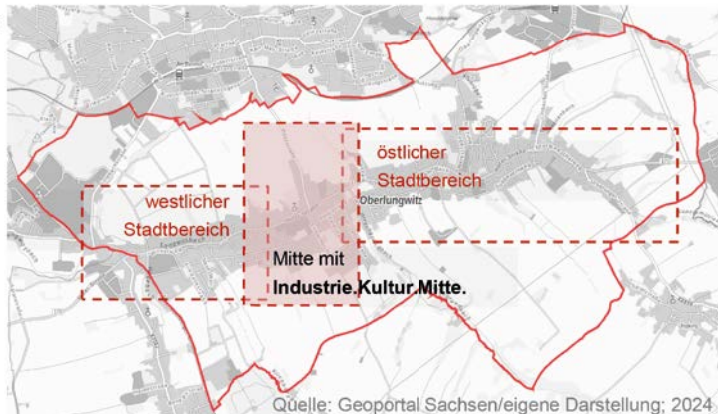 östlicher
Stadtbereich
westlicher
Stadtbereich
Oberlungwitz
Mitte mit
Industrie.Kultur.Mitte.
Quelle: Geoportal Sachsen/eigene Darstellung; 2024